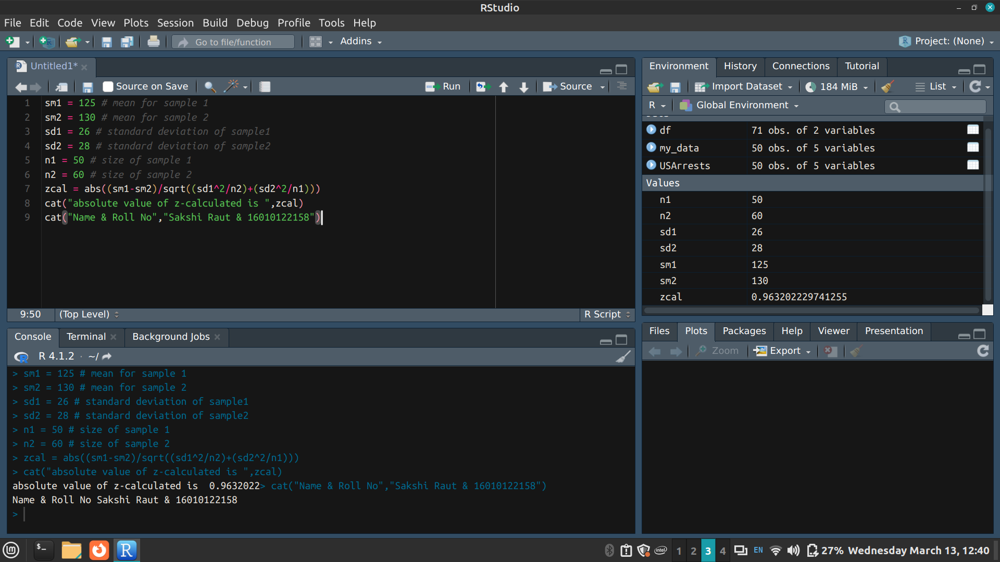 RStudio
File Edit Code View Plots Session Build Debug Profile Tools Help
Go to file/function Addins Project: (None)
Untitled1*
Source on Save Run Source
1 sm1 = 125 # mean for sample 1
2 sm2 = 130 # mean for sample 2
3 sd1 = 26 # standard deviation of sample1
4 sd2 = 28 # standard deviation of sample2
5 n1 = 50 # size of sample 1
6 n2 = 60 # size of sample 2
7 zcal = abs((sm1-sm2)/sqrt((sd1^2/n2)+(sd2^2/n1)))
8 cat("absolute value of z-calculated is ",zcal)
9 cat("Name & Roll No","Sakshi Raut & 16010122158")
9:50 (Top Level) R Script
Console Terminal Background Jobs
R 4.1.2 · ~/
> sm1 = 125 # mean for sample 1
> sm2 = 130 # mean for sample 2
> sd1 = 26 # standard deviation of sample1
> sd2 = 28 # standard deviation of sample2
> n1 = 50 # size of sample 1
> n2 = 60 # size of sample 2
> zcal = abs((sm1-sm2)/sqrt((sd1^2/n2)+(sd2^2/n1)))
> cat("absolute value of z-calculated is ",zcal)
absolute value of z-calculated is  0.9632022> cat("Name & Roll No","Sakshi Raut & 16010122158")
Name & Roll No Sakshi Raut & 16010122158
>
Environment History Connections Tutorial
Import Dataset 184 MiB List
R Global Environment
df 71 obs. of 2 variables
my_data 50 obs. of 5 variables
USArrests 50 obs. of 5 variables
Values
n1 50
n2 60
sd1 26
sd2 28
sm1 125
sm2 130
zcal 0.963202229741255
Files Plots Packages Help Viewer Presentation
Zoom Export
$_ R intel 1 2 3 4 EN 27% Wednesday March 13, 12:40